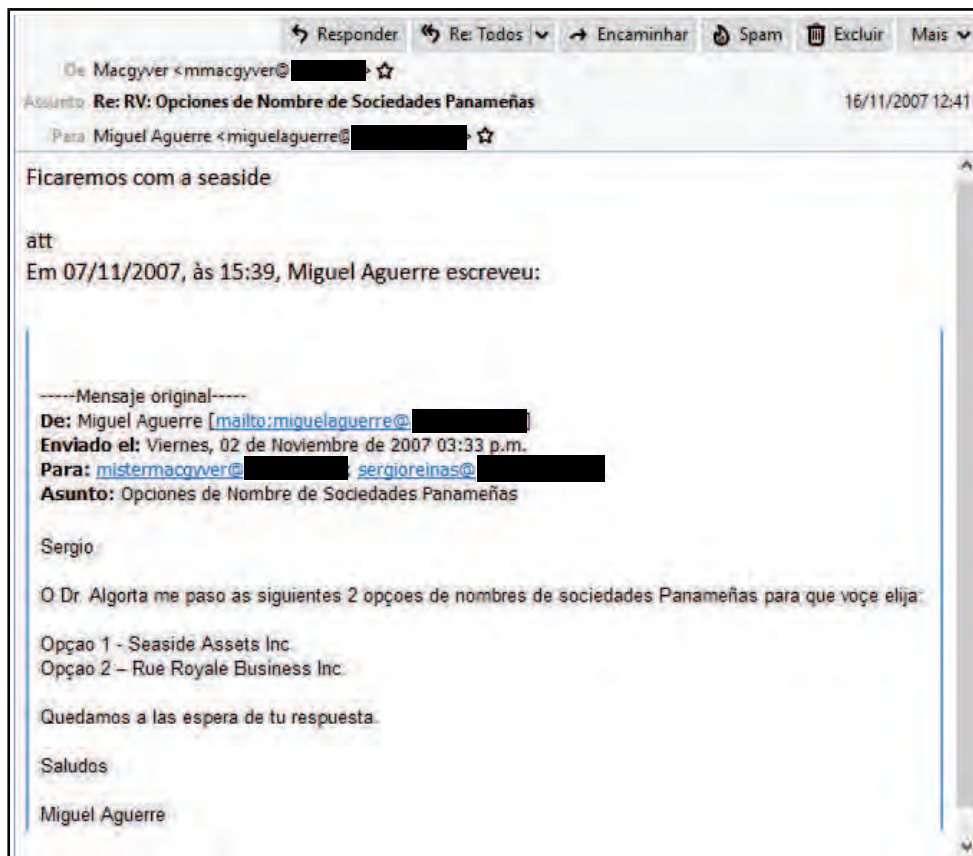 Responder Re: Todos Encaminhar Spam Excluir Mais
De Macgyver <mmacgyver@ >
Assunto Re: RV: Opciones de Nombre de Sociedades Panameñas 16/11/2007 12:41
Para Miguel Aguerre <miguelaguerre@ >
Ficaremos com a seaside
att
Em 07/11/2007, às 15:39, Miguel Aguerre escreveu:
-----Mensaje original-----
De: Miguel Aguerre [mailto:miguelaguerre@ ]
Enviado el: Viernes, 02 de Noviembre de 2007 03:33 p.m.
Para: mistermacgyver@ ; sergioreinas@
Asunto: Opciones de Nombre de Sociedades Panameñas
Sergio
O Dr. Algorta me paso as siguientes 2 opçoes de nombres de sociedades Panameñas para que voçe elija:
Opçao 1 - Seaside Assets Inc.
Opçao 2 – Rue Royale Business Inc.
Quedamos a las espera de tu respuesta.
Saludos
Miguel Aguerre